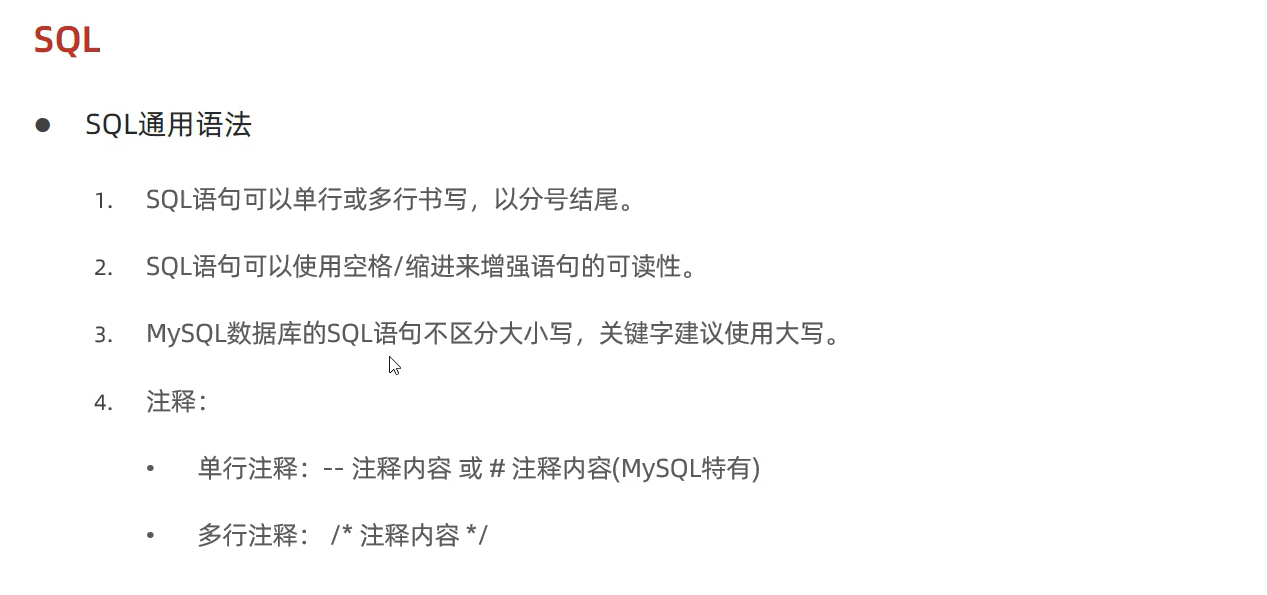 SQL
● SQL通用语法
1. SQL语句可以单行或多行书写，以分号结尾。
2. SQL语句可以使用空格/缩进来增强语句的可读性。
3. MySQL数据库的SQL语句不区分大小写，关键字建议使用大写。
4. 注释：
• 单行注释：-- 注释内容 或 # 注释内容(MySQL特有)
• 多行注释： /* 注释内容 */